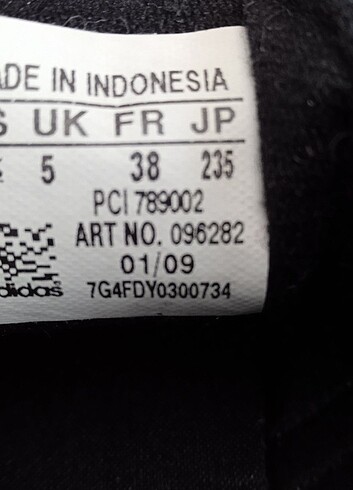 ADE IN INDONESIA
S UK FR JP
5 38 235
PCI 789002
ART NO. 096282
01/09
adidas 7G4FDY0300734